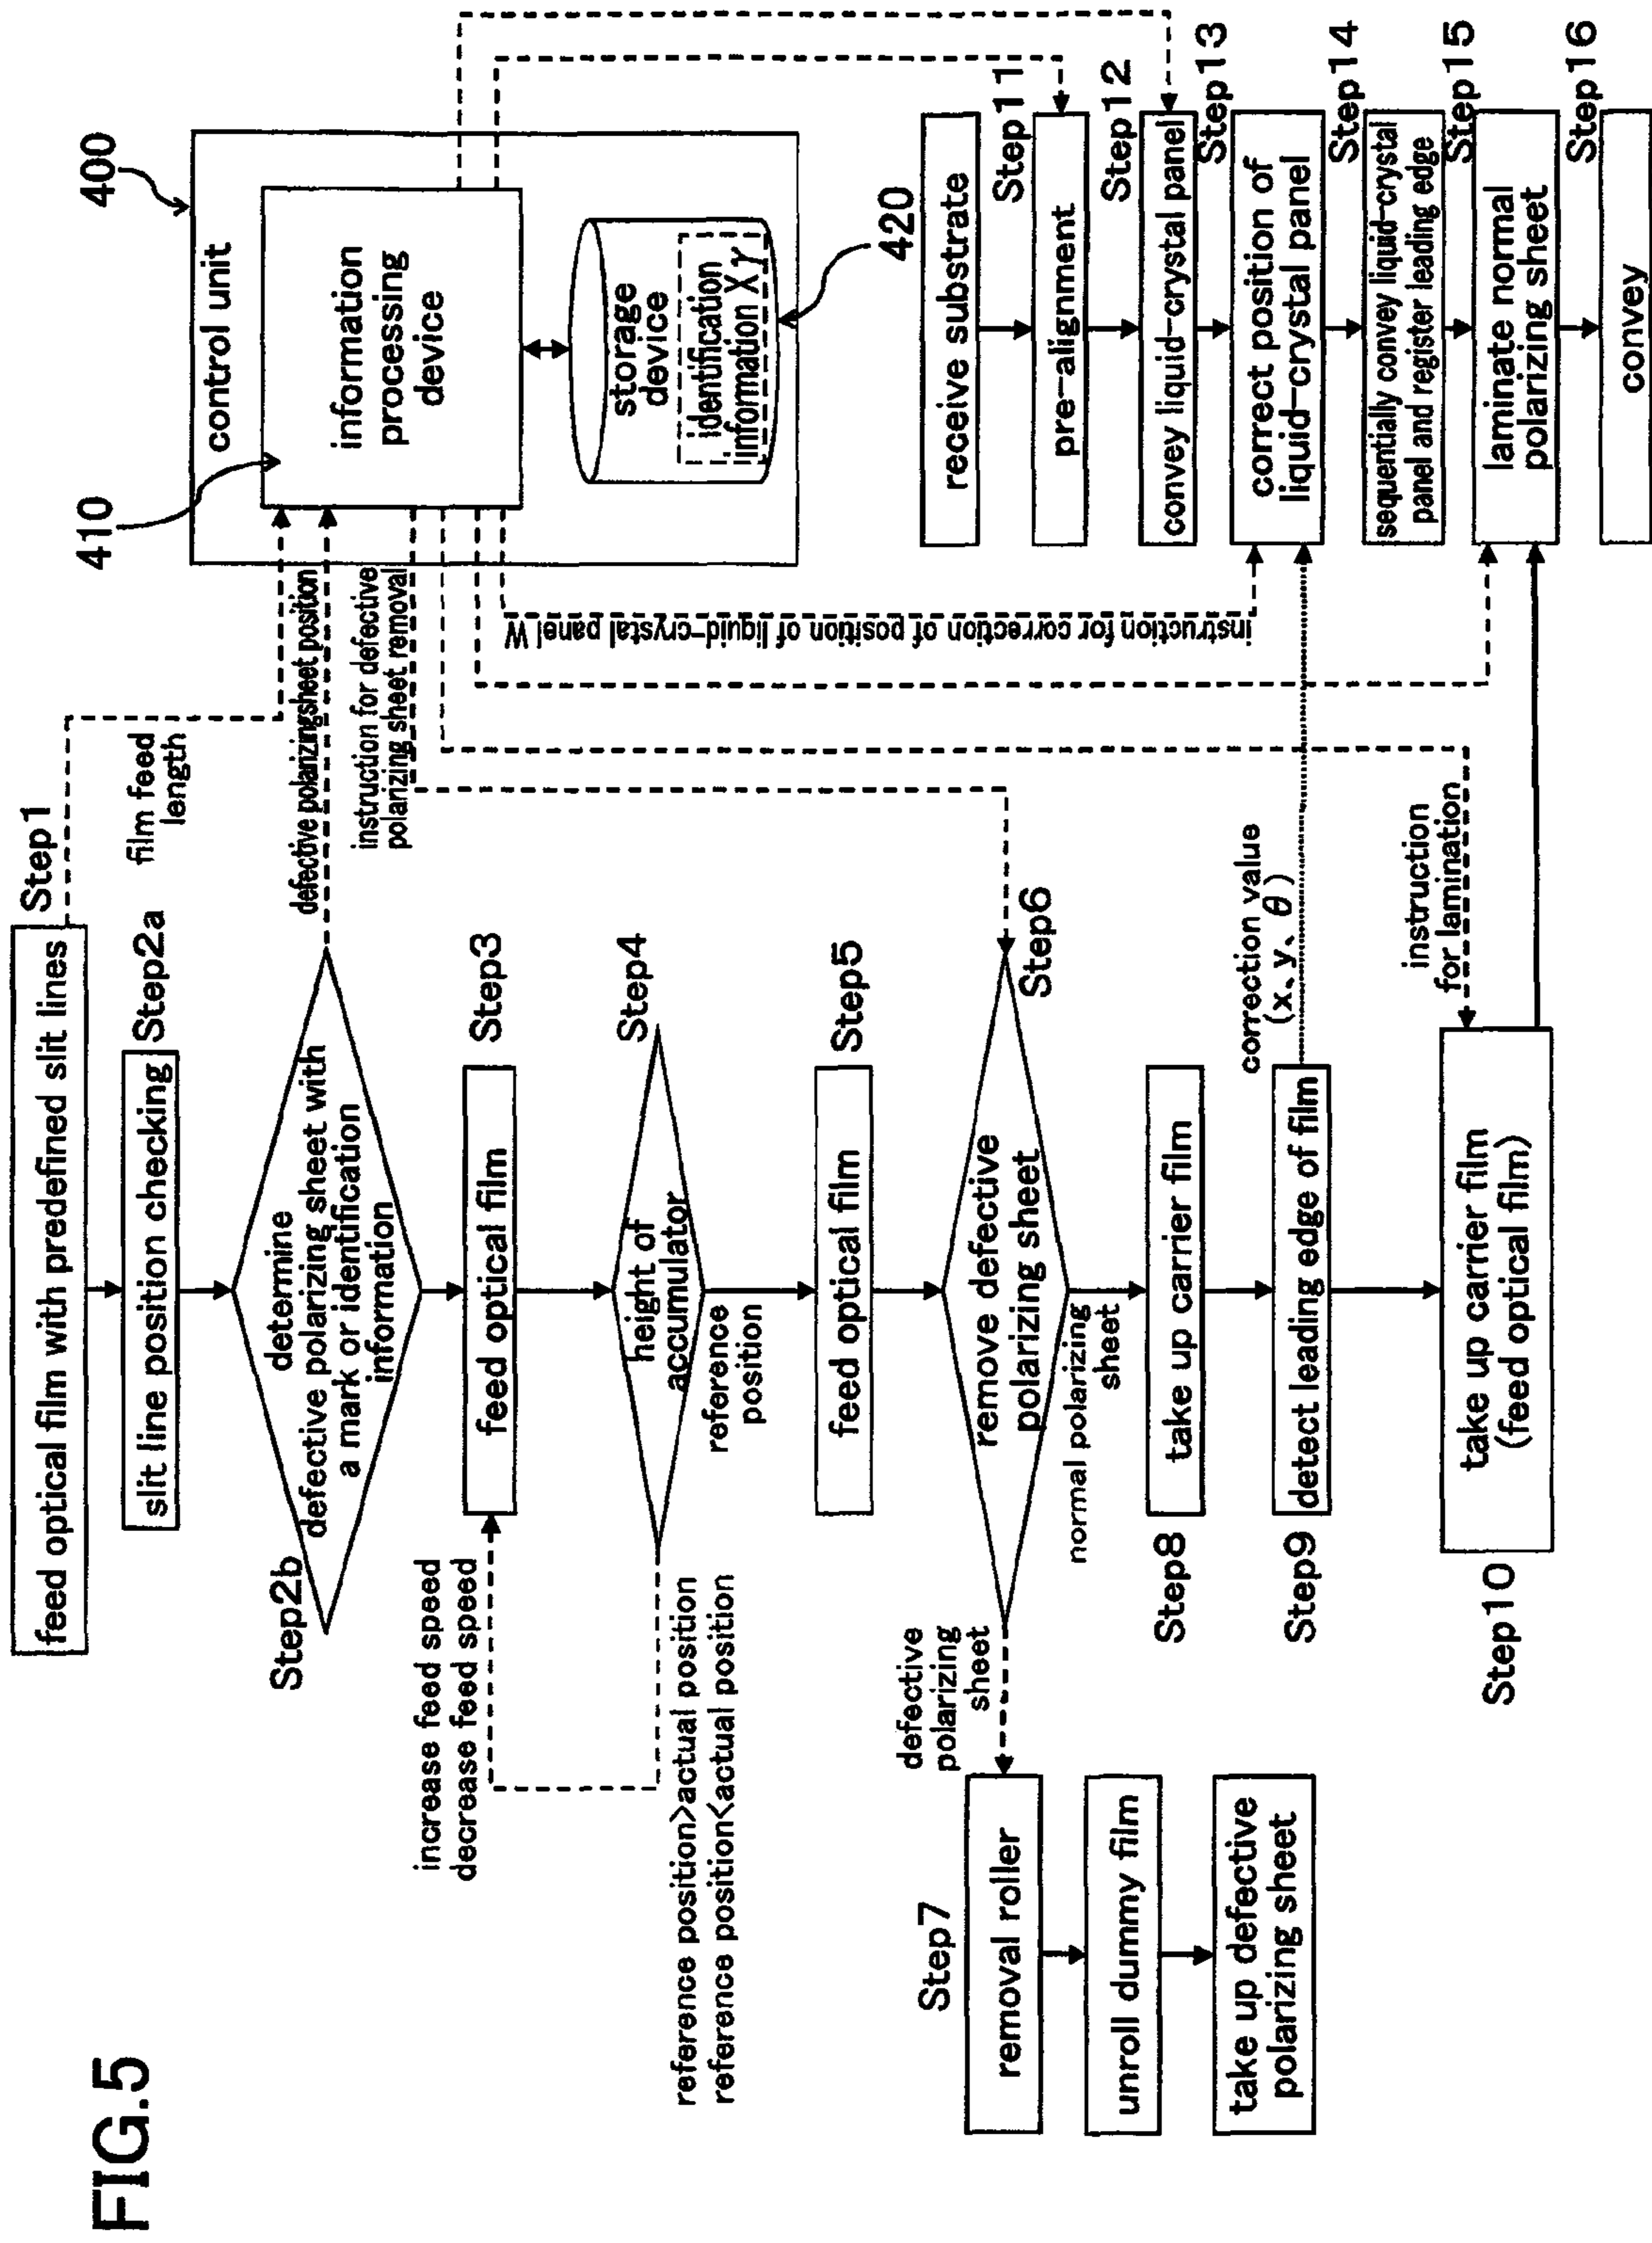 FIG.5
feed optical film with predefined slit lines
Step1
slit line position checking
Step2a
film feed
length
Step2b
determine
defective polarizing sheet with
a mark or identification
information
defective polarizing sheet position
instruction for defective
polarizing sheet removal
increase feed speed
decrease feed speed
feed optical film
Step3
height of
accumulator
Step4
reference position>actual position
reference position<actual position
reference
position
feed optical film
Step5
remove defective
polarizing sheet
Step6
defective
polarizing
sheet
normal polarizing
sheet
Step7
removal roller
unroll dummy film
take up defective
polarizing sheet
Step8
take up carrier film
Step9
detect leading edge of film
correction value
(x、y、θ)
Step10
take up carrier film
(feed optical film)
instruction
for lamination
instruction for correction of position of liquid-crystal panel W
400
control unit
410
information
processing
device
storage
device
identification
information Xγ
420
receive substrate
Step11
pre-alignment
Step12
convey liquid-crystal panel
Step13
correct position of
liquid-crystal panel
Step14
sequentially convey liquid-crystal
panel and register leading edge
Step15
laminate normal
polarizing sheet
Step16
convey